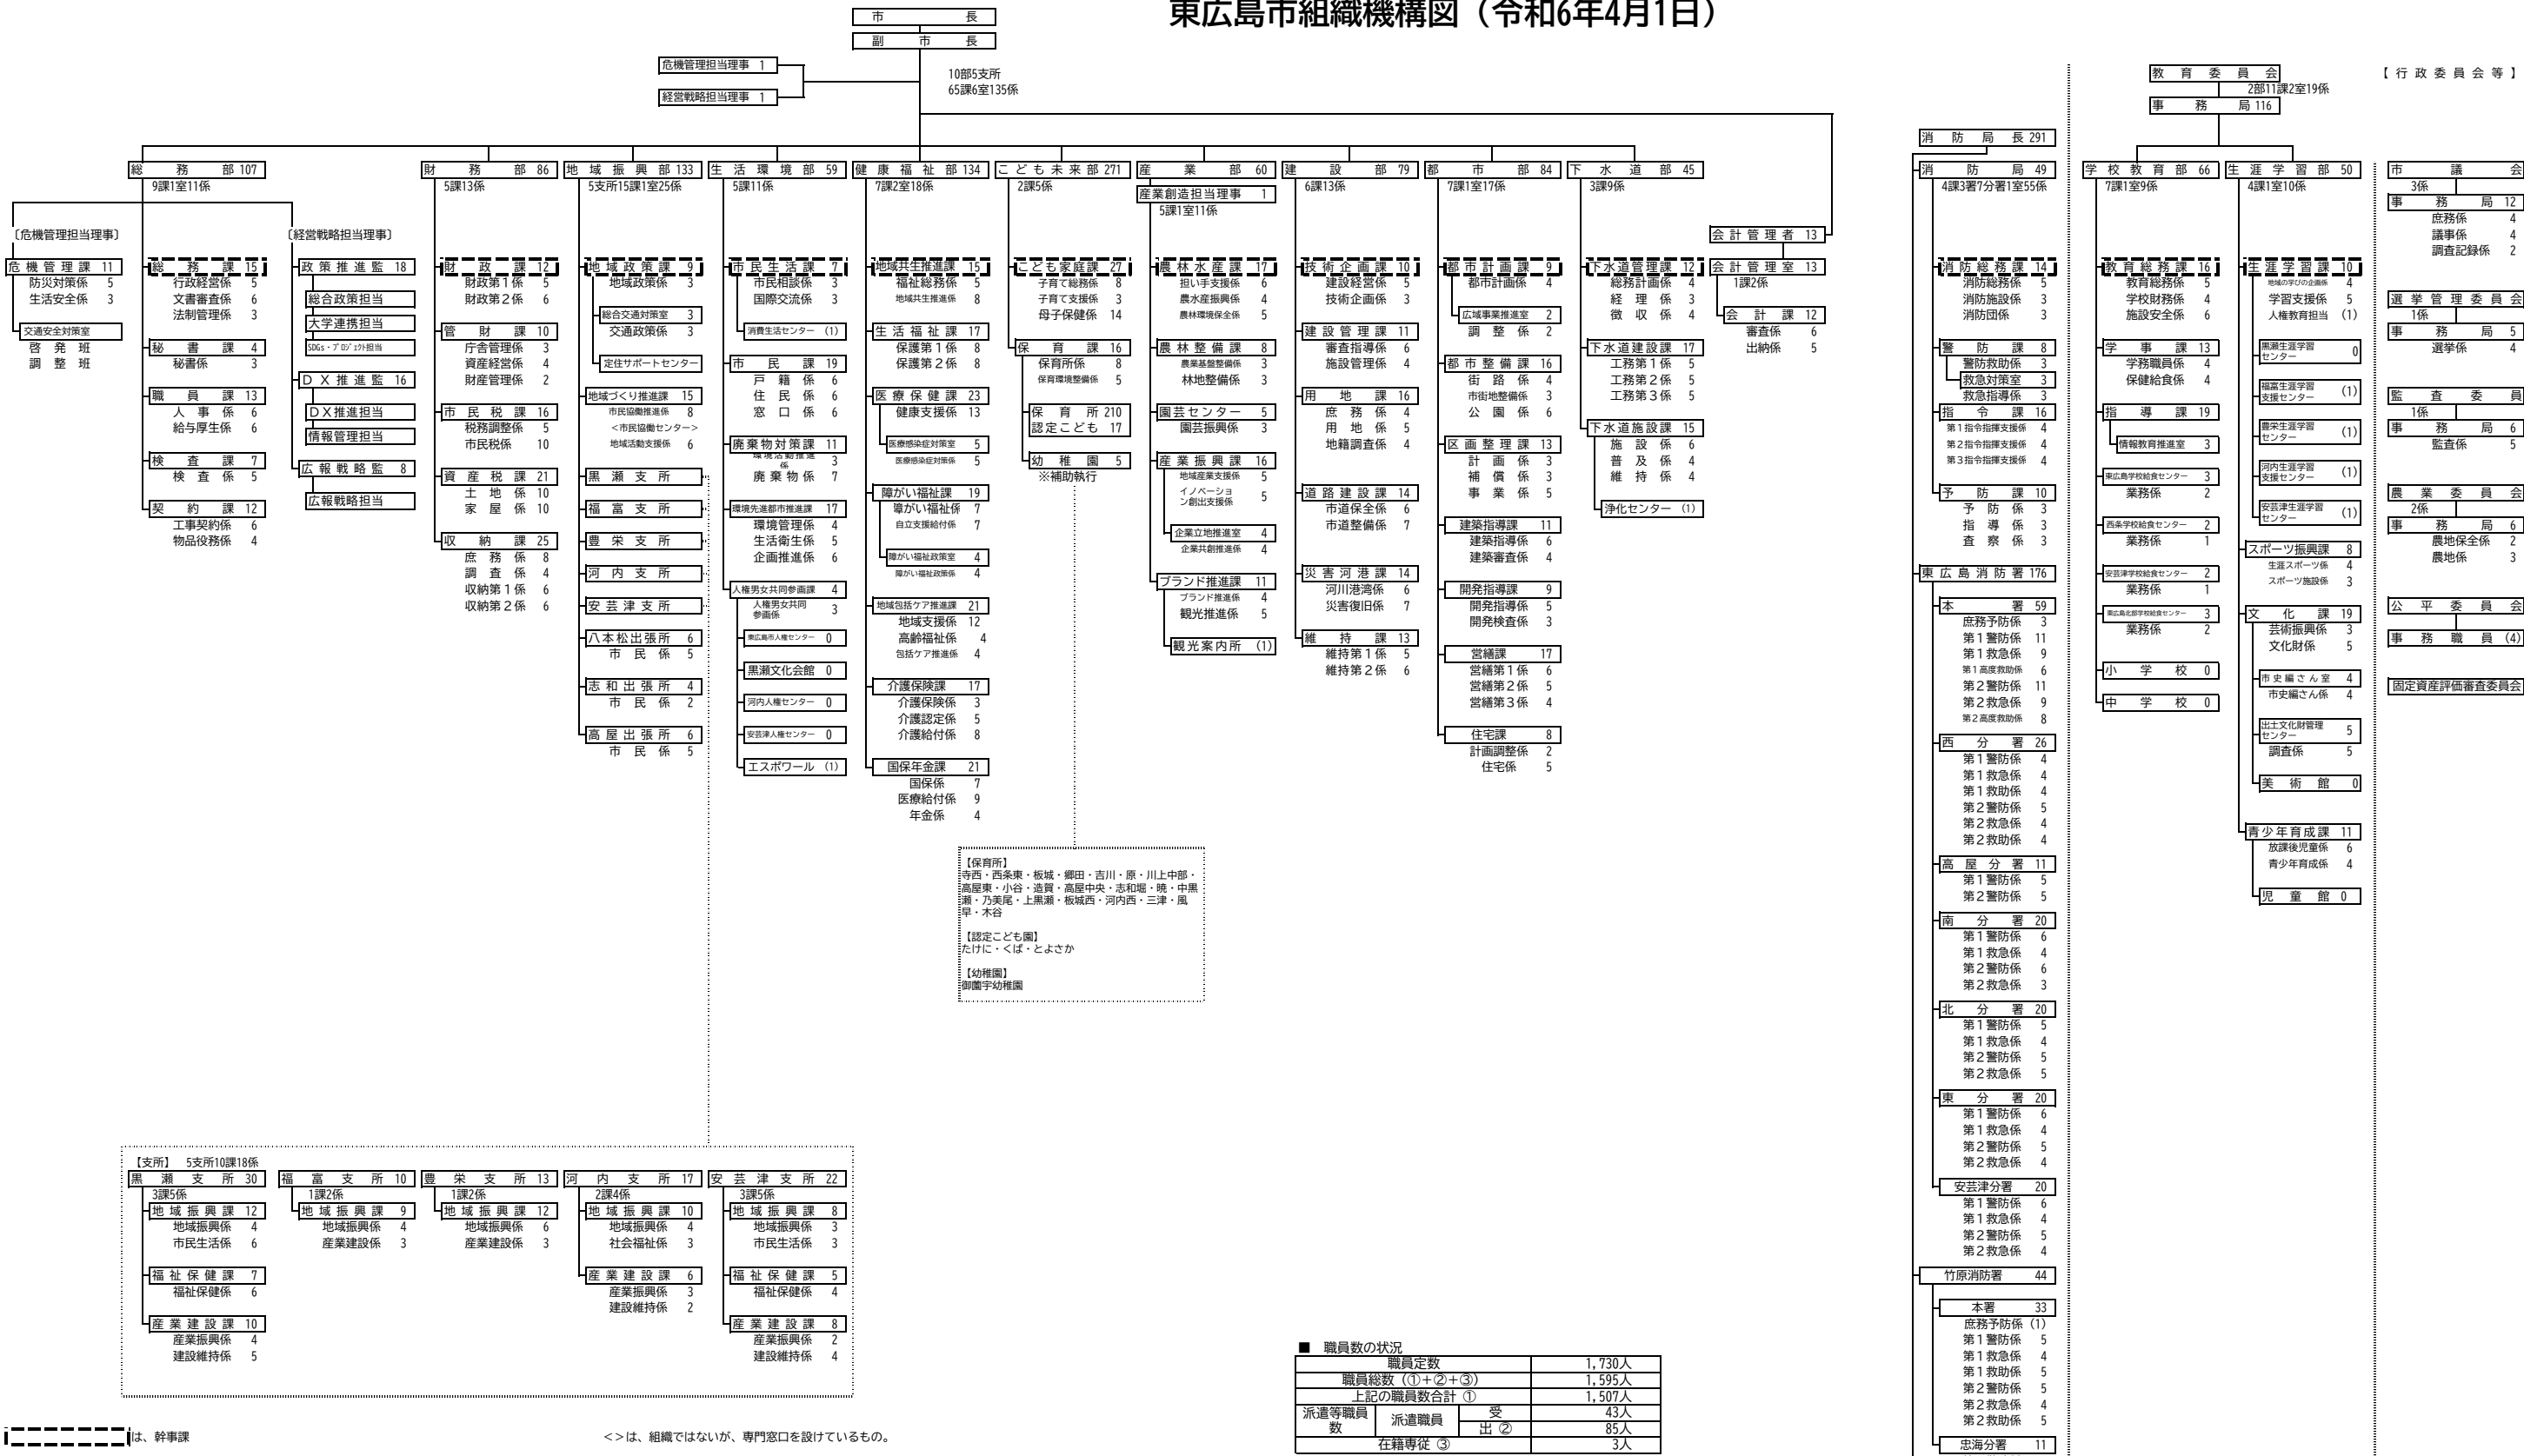 東広島市組織機構図（令和6年4月1日）
市長
副市長
危機管理担当理事 1
経営戦略担当理事 1
10部5支所
65課6室135係
総務部 107
9課1室11係
〔危機管理担当理事〕
危機管理課 11
防災対策係 5
生活安全係 3
交通安全対策室
啓発班
調整班
総務課 15
行政経営係 5
文書審査係 6
法制管理係 3
秘書課 4
秘書係 3
職員課 13
人事係 6
給与厚生係 6
検査課 7
検査係 5
契約課 12
工事契約係 6
物品役務係 4
〔経営戦略担当理事〕
政策推進監 18
総合政策担当
大学連携担当
SDGs・プロジェクト担当
ＤＸ推進監 16
ＤＸ推進担当
情報管理担当
広報戦略監 8
広報戦略担当
財務部 86
5課13係
財政課 12
財政第1係 5
財政第2係 6
管財課 10
庁舎管理係 3
資産経営係 4
財産管理係 2
市民税課 16
税務調整係 5
市民税係 10
資産税課 21
土地係 10
家屋係 10
収納課 25
庶務係 8
調査係 4
収納第１係 6
収納第２係 6
地域振興部 133
5支所15課1室25係
地域政策課 9
地域政策係 3
総合交通対策室 3
交通政策係 3
定住サポートセンター
地域づくり推進課 15
市民協働推進係 8
＜市民協働センター＞
地域活動支援係 6
黒瀬支所
福富支所
豊栄支所
河内支所
安芸津支所
八本松出張所 6
市民係 5
志和出張所 4
市民係 2
高屋出張所 6
市民係 5
生活環境部 59
5課11係
市民生活課 7
市民相談係 3
国際交流係 3
消費生活センター (1)
市民課 19
戸籍係 6
住民係 6
窓口係 6
廃棄物対策課 11
環境活動推進係 3
廃棄物係 7
環境先進都市推進課 17
環境管理係 4
生活衛生係 5
企画推進係 6
人権男女共同参画課 4
人権男女共同
参画係 3
東広島市人権センター 0
黒瀬文化会館 0
河内人権センター 0
安芸津人権センター 0
エスポワール (1)
健康福祉部 134
7課2室18係
地域共生推進課 15
福祉総務係 5
地域共生推進係 8
生活福祉課 17
保護第１係 8
保護第２係 8
医療保健課 23
健康支援係 13
医療感染症対策室 5
医療感染症対策係 5
障がい福祉課 19
障がい福祉係 7
自立支援給付係 7
障がい福祉政策室 4
障がい福祉政策係 4
地域包括ケア推進課 21
地域支援係 12
高齢福祉係 4
包括ケア推進係 4
介護保険課 17
介護保険係 3
介護認定係 5
介護給付係 8
国保年金課 21
国保係 7
医療給付係 9
年金係 4
こども未来部 271
2課5係
こども家庭課 27
子育て総務係 8
子育て支援係 3
母子保健係 14
保育課 16
保育所係 8
保育環境整備係 5
保育所 210
認定こども 17
幼稚園 5
※補助執行
【保育所】
寺西・西条東・板城・郷田・吉川・原・川上中部・
高屋東・小谷・造賀・高屋中央・志和堀・暁・中黒
瀬・乃美尾・上黒瀬・板城西・河内西・三津・風
早・木谷
【認定こども園】
たけに・くば・とよさか
【幼稚園】
御薗宇幼稚園
産業部 60
産業創造担当理事 1
5課1室11係
農林水産課 17
担い手支援係 6
農水産振興係 4
農林環境保全係 5
農林整備課 8
農業基盤整備係 3
林地整備係 3
園芸センター 5
園芸振興係 3
産業振興課 16
地域産業支援係 5
イノベーショ
ン創出支援係 5
企業立地推進室 4
企業共創推進係 4
ブランド推進課 11
ブランド推進係 4
観光推進係 5
観光案内所 (1)
建設部 79
6課13係
技術企画課 10
建設経営係 5
技術企画係 3
建設管理課 11
審査指導係 6
施設管理係 4
用地課 16
庶務係 4
用地係 5
地籍調査係 4
道路建設課 14
市道保全係 6
市道整備係 7
災害河港課 14
河川港湾係 6
災害復旧係 7
維持課 13
維持第１係 5
維持第２係 6
都市部 84
7課1室17係
都市計画課 9
都市計画係 4
広域事業推進室 2
調整係 2
都市整備課 16
街路係 4
市街地整備係 3
公園係 6
区画整理課 13
計画係 3
補償係 3
事業係 5
建築指導課 11
建築指導係 6
建築審査係 4
開発指導課 9
開発指導係 5
開発検査係 3
営繕課 17
営繕第１係 6
営繕第２係 5
営繕第３係 4
住宅課 8
計画調整係 2
住宅係 5
下水道部 45
3課9係
下水道管理課 12
総務計画係 4
経理係 3
徴収係 4
下水道建設課 17
工務第１係 5
工務第２係 5
工務第３係 5
下水道施設課 15
施設係 6
普及係 4
維持係 4
浄化センター (1)
会計管理者 13
会計管理室 13
1課2係
会計課 12
審査係 6
出納係 5
消防局長 291
消防局 49
4課3署7分署1室55係
消防総務課 14
消防総務係 5
消防施設係 3
消防団係 3
警防課 8
警防救助係 3
救急対策室 3
救急指導係 3
指令課 16
第１指令指揮支援係 4
第２指令指揮支援係 4
第３指令指揮支援係 4
予防課 10
予防係 3
指導係 3
査察係 3
東広島消防署 176
本署 59
庶務予防係 3
第１警防係 11
第１救急係 9
第１高度救助係 6
第２警防係 11
第２救急係 9
第２高度救助係 8
西分署 26
第１警防係 4
第１救急係 4
第１救助係 4
第２警防係 5
第２救急係 4
第２救助係 4
高屋分署 11
第１警防係 5
第２警防係 5
南分署 20
第１警防係 6
第１救急係 4
第２警防係 6
第２救急係 3
北分署 20
第１警防係 5
第１救急係 4
第２警防係 5
第２救急係 5
東分署 20
第１警防係 6
第１救急係 4
第２警防係 5
第２救急係 4
安芸津分署 20
第１警防係 6
第１救急係 4
第２警防係 5
第２救急係 4
竹原消防署 44
本署 33
庶務予防係 (1)
第１警防係 5
第１救急係 4
第１救助係 5
第２警防係 5
第２救急係 4
第２救助係 5
忠海分署 11
教育委員会
2部11課2室19係
事務局 116
学校教育部 66
7課1室9係
教育総務課 16
教育総務係 5
学校財務係 4
施設安全係 6
学事課 13
学務職員係 4
保健給食係 4
指導課 19
情報教育推進室 3
東広島学校給食センター 3
業務係 2
西条学校給食センター 2
業務係 1
安芸津学校給食センター 2
業務係 1
東広島北部学校給食センター 3
業務係 2
小学校 0
中学校 0
生涯学習部 50
4課1室10係
生涯学習課 10
地域の学びの企画係 4
学習支援係 5
人権教育担当 (1)
黒瀬生涯学習
センター 0
福富生涯学習
支援センター (1)
豊栄生涯学習
センター (1)
河内生涯学習
支援センター (1)
安芸津生涯学習
センター (1)
スポーツ振興課 8
生涯スポーツ係 4
スポーツ施設係 3
文化課 19
芸術振興係 3
文化財係 5
市史編さん室 4
市史編さん係 4
出土文化財管理
センター 5
調査係 5
美術館 0
青少年育成課 11
放課後児童係 6
青少年育成係 4
児童館 0
【行政委員会等】
市議会
3係
事務局 12
庶務係 4
議事係 4
調査記録係 2
選挙管理委員会
1係
事務局 5
選挙係 4
監査委員
1係
事務局 6
監査係 5
農業委員会
2係
事務局 6
農地保全係 2
農地係 3
公平委員会
事務職員 (4)
固定資産評価審査委員会
【支所】 5支所10課18係
黒瀬支所 30
3課5係
地域振興課 12
地域振興係 4
市民生活係 6
福祉保健課 7
福祉保健係 6
産業建設課 10
産業振興係 4
建設維持係 5
福富支所 10
1課2係
地域振興課 9
地域振興係 4
産業建設係 3
豊栄支所 13
1課2係
地域振興課 12
地域振興係 6
産業建設係 3
河内支所 17
2課4係
地域振興課 10
地域振興係 4
社会福祉係 3
産業建設課 6
産業振興係 3
建設維持係 2
安芸津支所 22
3課5係
地域振興課 8
地域振興係 3
市民生活係 3
福祉保健課 5
福祉保健係 4
産業建設課 8
産業振興係 2
建設維持係 4
■ 職員数の状況
職員定数 1,730人
職員総数（①＋②＋③） 1,595人
上記の職員数合計 ① 1,507人
派遣等職員数 派遣職員 受 43人
出 ② 85人
在籍専従 ③ 3人
は、幹事課
＜＞は、組織ではないが、専門窓口を設けているもの。